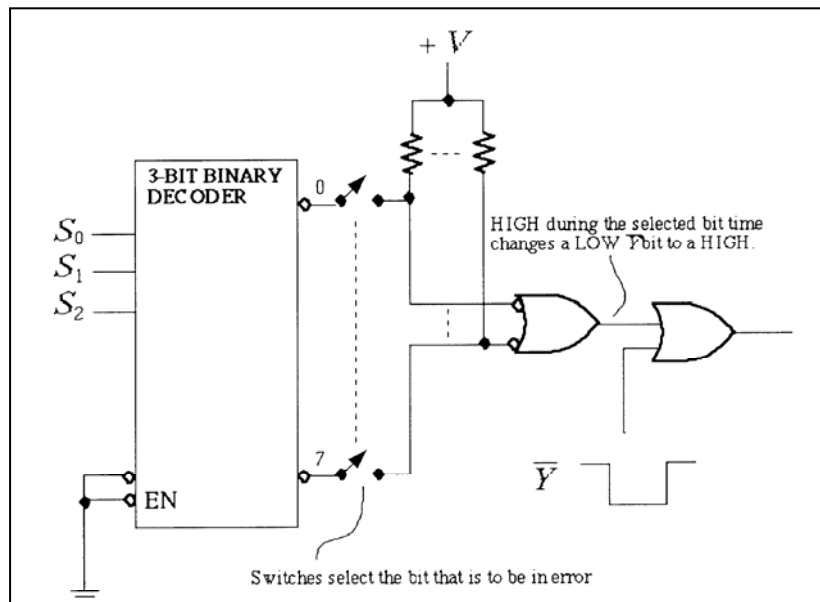 + V
3-BIT BINARY
DECODER
0
S0
S1
S2
HIGH during the selected bit time
changes a LOW Y̅ bit to a HIGH.
7
EN
Y̅
Switches select the bit that is to be in error